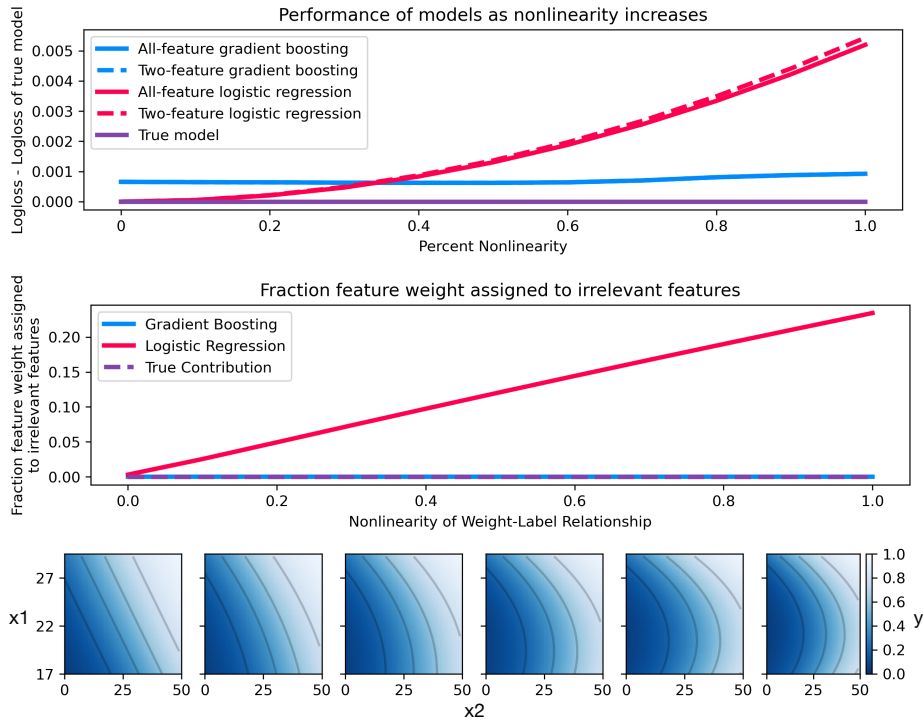 Performance of models as nonlinearity increases
Logloss - Logloss of true model
0.005
0.004
0.003
0.002
0.001
0.000
All-feature gradient boosting
Two-feature gradient boosting
All-feature logistic regression
Two-feature logistic regression
True model
0 0.2 0.4 0.6 0.8 1.0
Percent Nonlinearity
Fraction feature weight assigned to irrelevant features
Fraction feature weight assigned
to irrelevant features
0.20
0.15
0.10
0.05
0.00
Gradient Boosting
Logistic Regression
True Contribution
0.0 0.2 0.4 0.6 0.8 1.0
Nonlinearity of Weight-Label Relationship
x1
27
22
17
0 25 50 0 25 50 0 25 50 0 25 50 0 25 50 0 25 50
x2
1.0
0.8
0.6
0.4
0.2
0.0
y